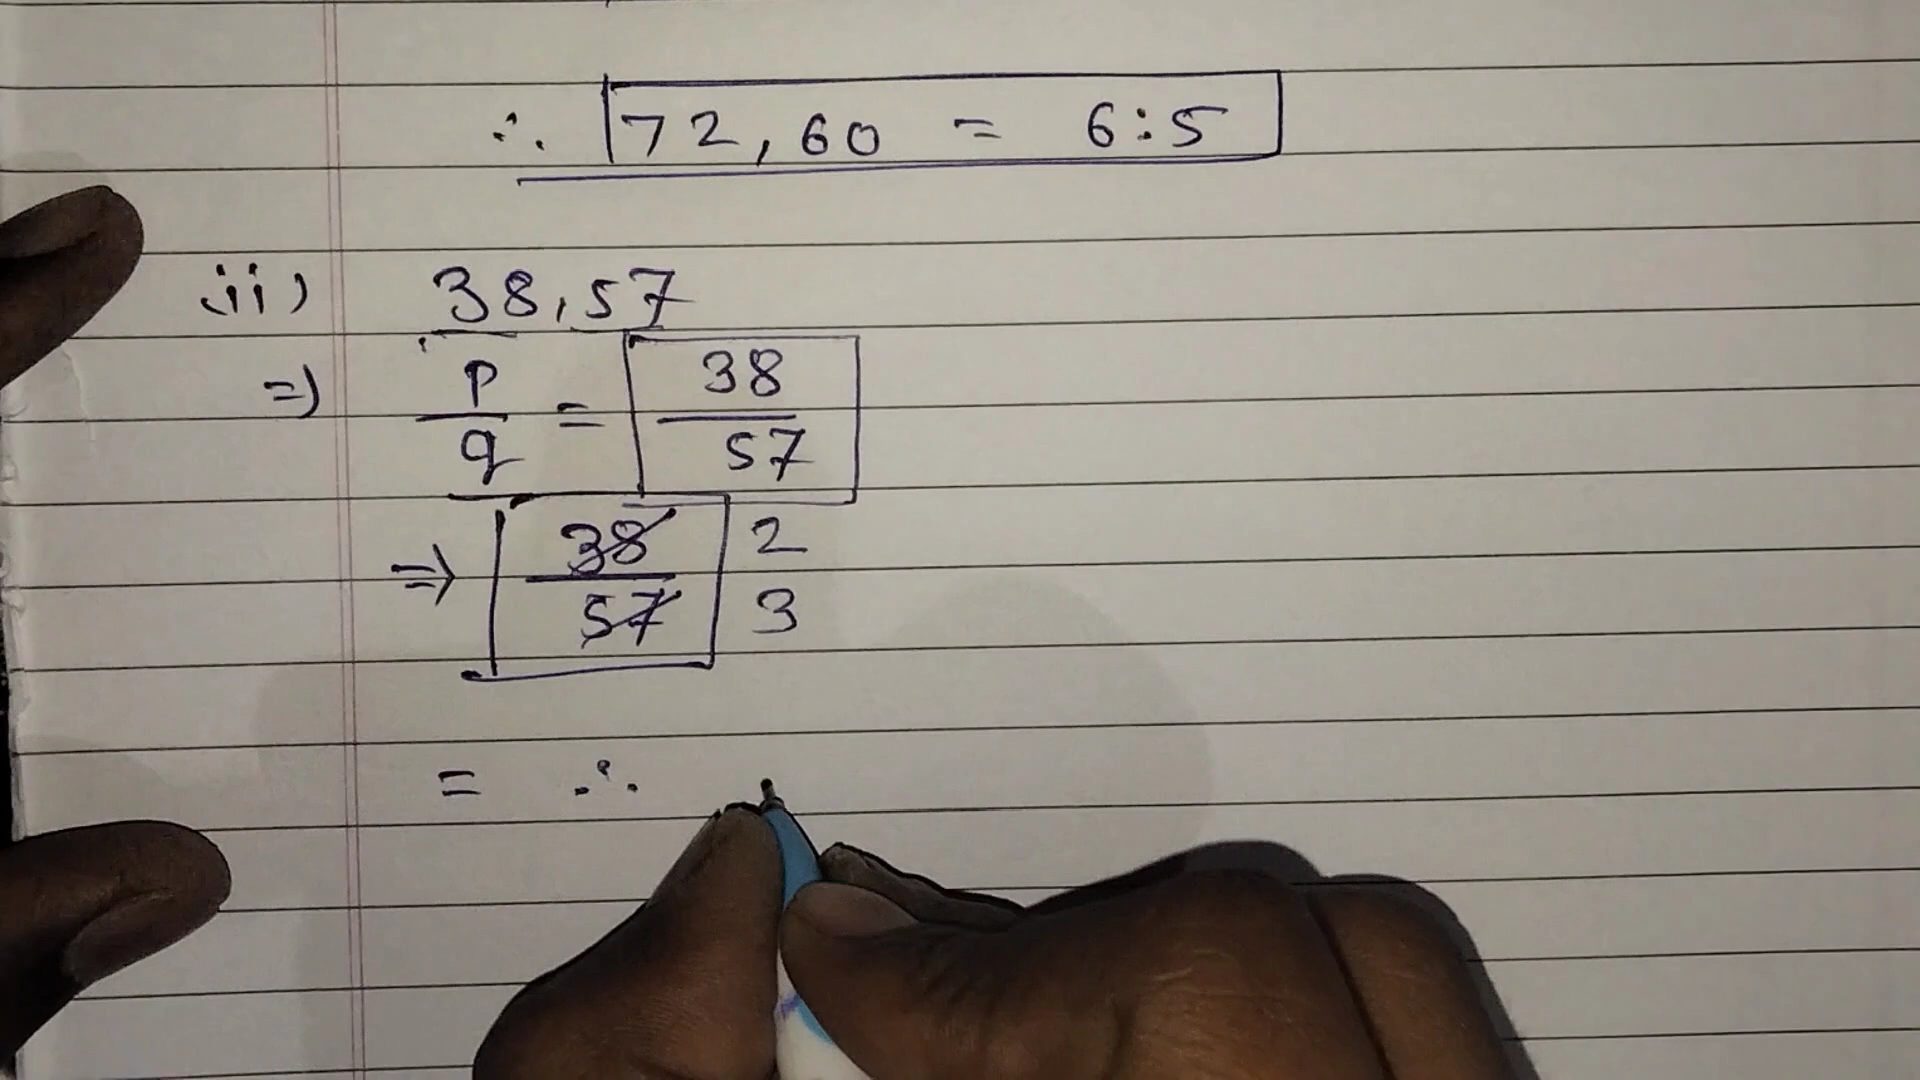 ∴ 72, 60 = 6:5
ii) 38, 57
⇒ p/q = 38/57
⇒ 38/57 2/3
= ∴